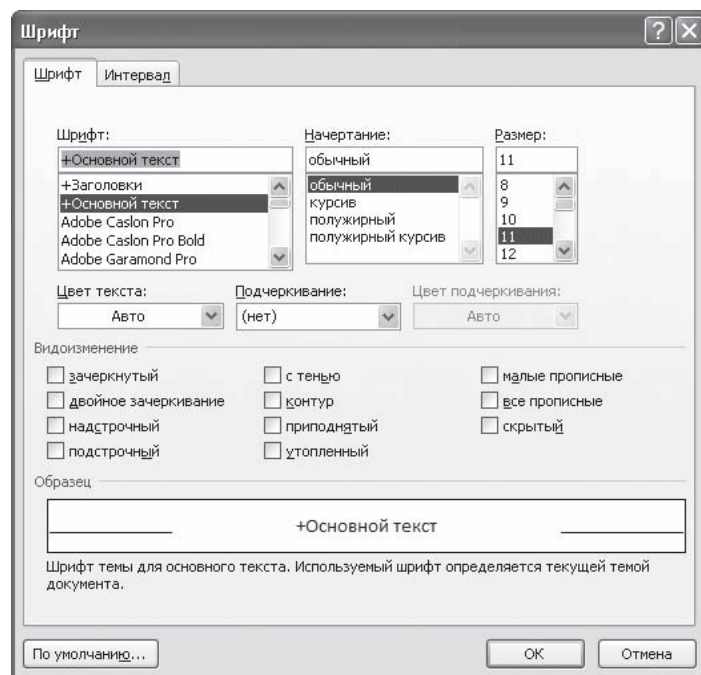 Шрифт
Шрифт Интервал
Шрифт: Начертание: Размер:
+Основной текст обычный 11
+Заголовки обычный 8
+Основной текст курсив 9
Adobe Caslon Pro полужирный 10
Adobe Caslon Pro Bold полужирный курсив 11
Adobe Garamond Pro 12
Цвет текста: Подчеркивание: Цвет подчеркивания:
Авто (нет) Авто
Видоизменение
зачеркнутый с тенью малые прописные
двойное зачеркивание контур все прописные
надстрочный приподнятый скрытый
подстрочный утопленный
Образец
+Основной текст
Шрифт темы для основного текста. Используемый шрифт определяется текущей темой
документа.
По умолчанию... ОК Отмена